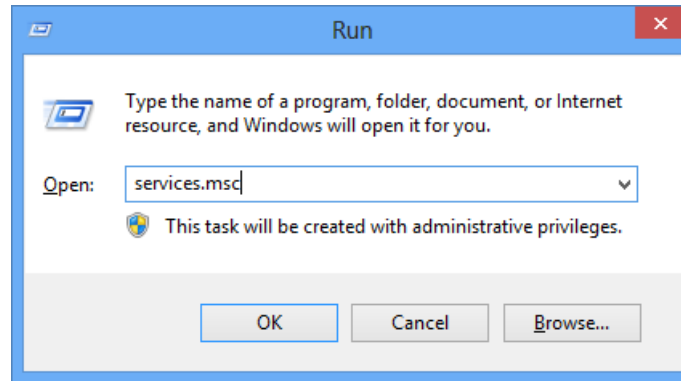 Run
Type the name of a program, folder, document, or Internet
resource, and Windows will open it for you.
Open: services.msc
This task will be created with administrative privileges.
OK Cancel Browse...